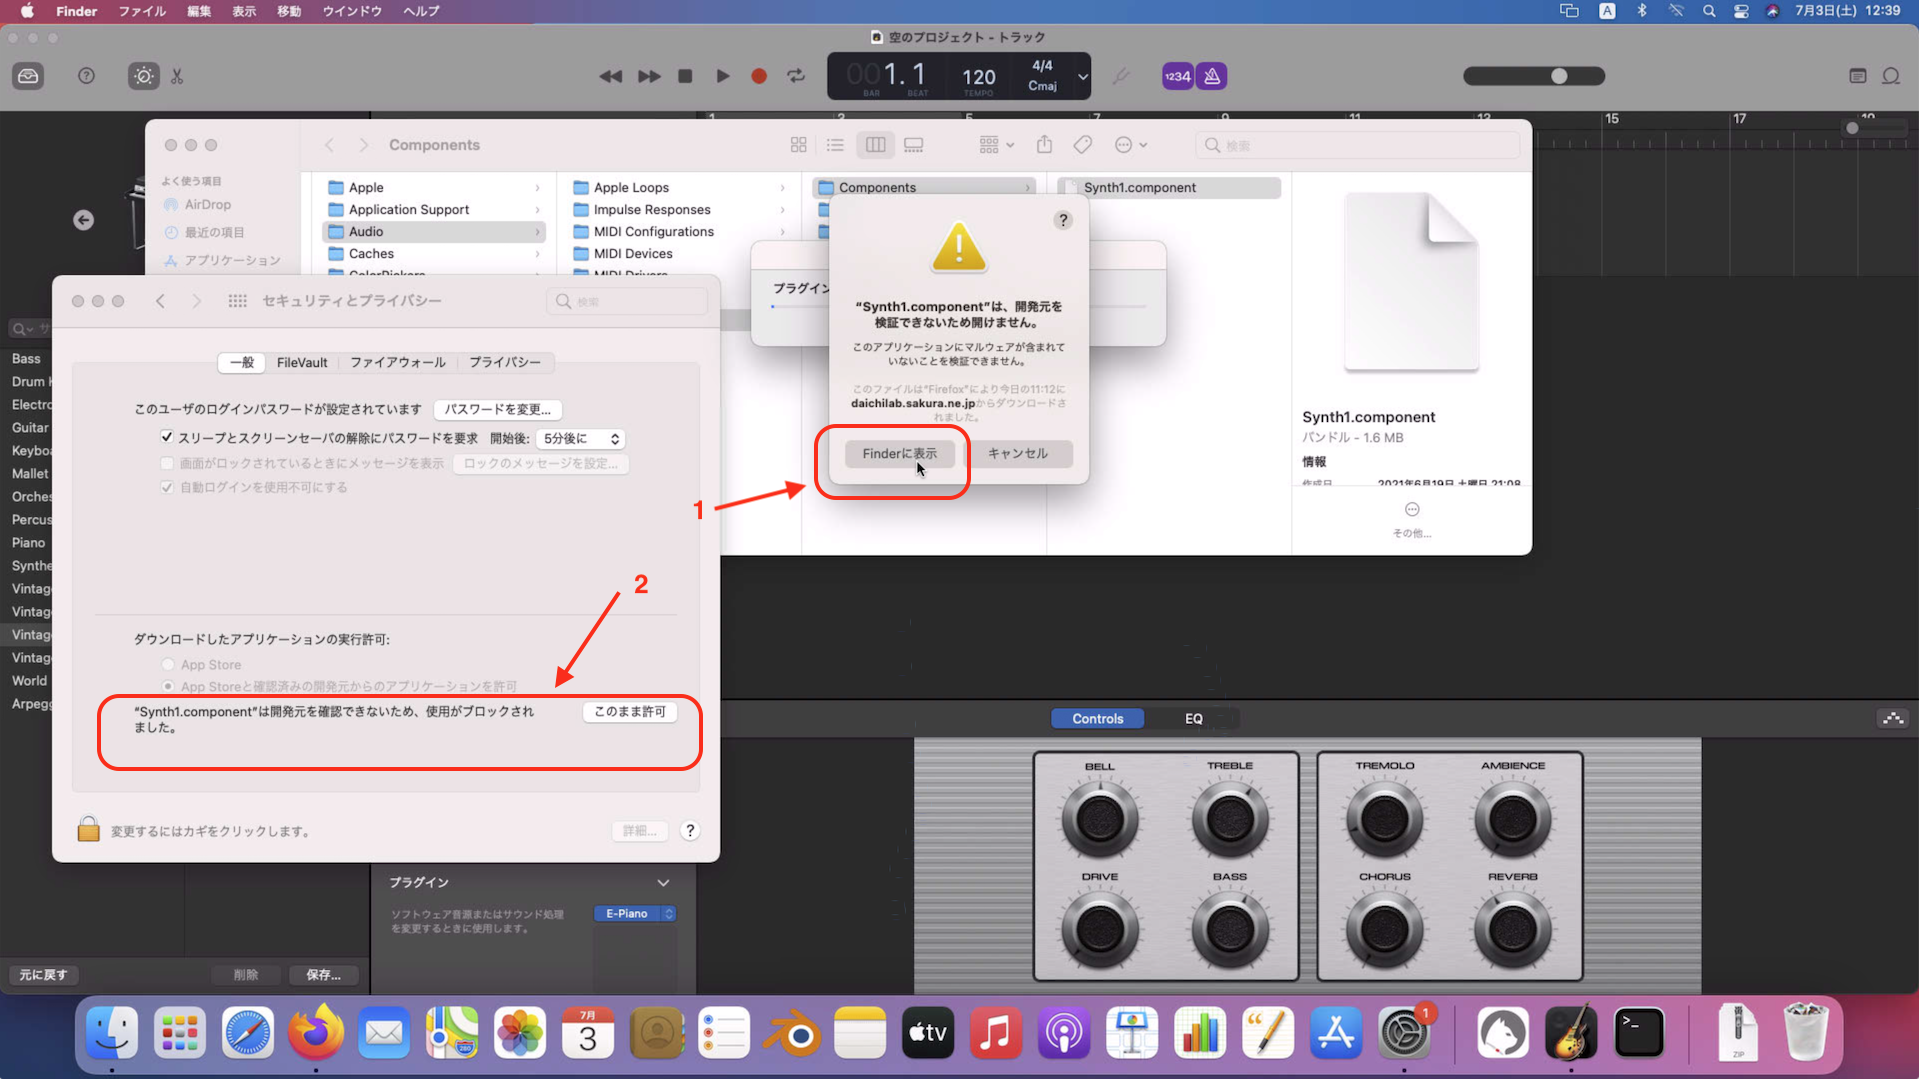 Finder ファイル 編集 表示 移動 ウインドウ ヘルプ
A
7月3日(土) 12:39
空のプロジェクト - トラック
001.1
BAR BEAT
120
TEMPO
4/4
Cmaj
1234
1 3 5 7 9 11 13 15 17 19
Components
検索
よく使う項目
AirDrop
最近の項目
アプリケーション
Apple
Application Support
Audio
Caches
ColorPickers
Apple Loops
Impulse Responses
MIDI Configurations
MIDI Devices
MIDI Drivers
Components
Synth1.component
Synth1.component
バンドル - 1.6 MB
情報
作成日 2021年6月19日 土曜日 21:08
その他...
プラグイン
?
"Synth1.component"は、開発元を
検証できないため開けません。
このアプリケーションにマルウェアが含まれて
いないことを検証できません。
このファイルは"Firefox"により今日の11:12に
daichilab.sakura.ne.jpからダウンロードさ
れました。
Finderに表示
キャンセル
1
2
セキュリティとプライバシー
検索
一般 FileVault ファイアウォール プライバシー
このユーザのログインパスワードが設定されています パスワードを変更...
スリープとスクリーンセーバの解除にパスワードを要求 開始後: 5分後に
画面がロックされているときにメッセージを表示 ロックのメッセージを設定...
自動ログインを使用不可にする
ダウンロードしたアプリケーションの実行許可:
App Store
App Storeと確認済みの開発元からのアプリケーションを許可
"Synth1.component"は開発元を確認できないため、使用がブロックされ
ました。
このまま許可
変更するにはカギをクリックします。
詳細...
?
サ
Bass
Drum K
Electro
Guitar
Keyboa
Mallet
Orches
Percus
Piano
Synthe
Vintag
Vintag
Vintag
Vintag
World
Arpegg
元に戻す
削除
保存...
プラグイン
ソフトウェア音源またはサウンド処理
を変更するときに使用します。
E-Piano
Controls
EQ
BELL TREBLE TREMOLO AMBIENCE
DRIVE BASS CHORUS REVERB
7月
3
280
tv
1
>_
ZIP